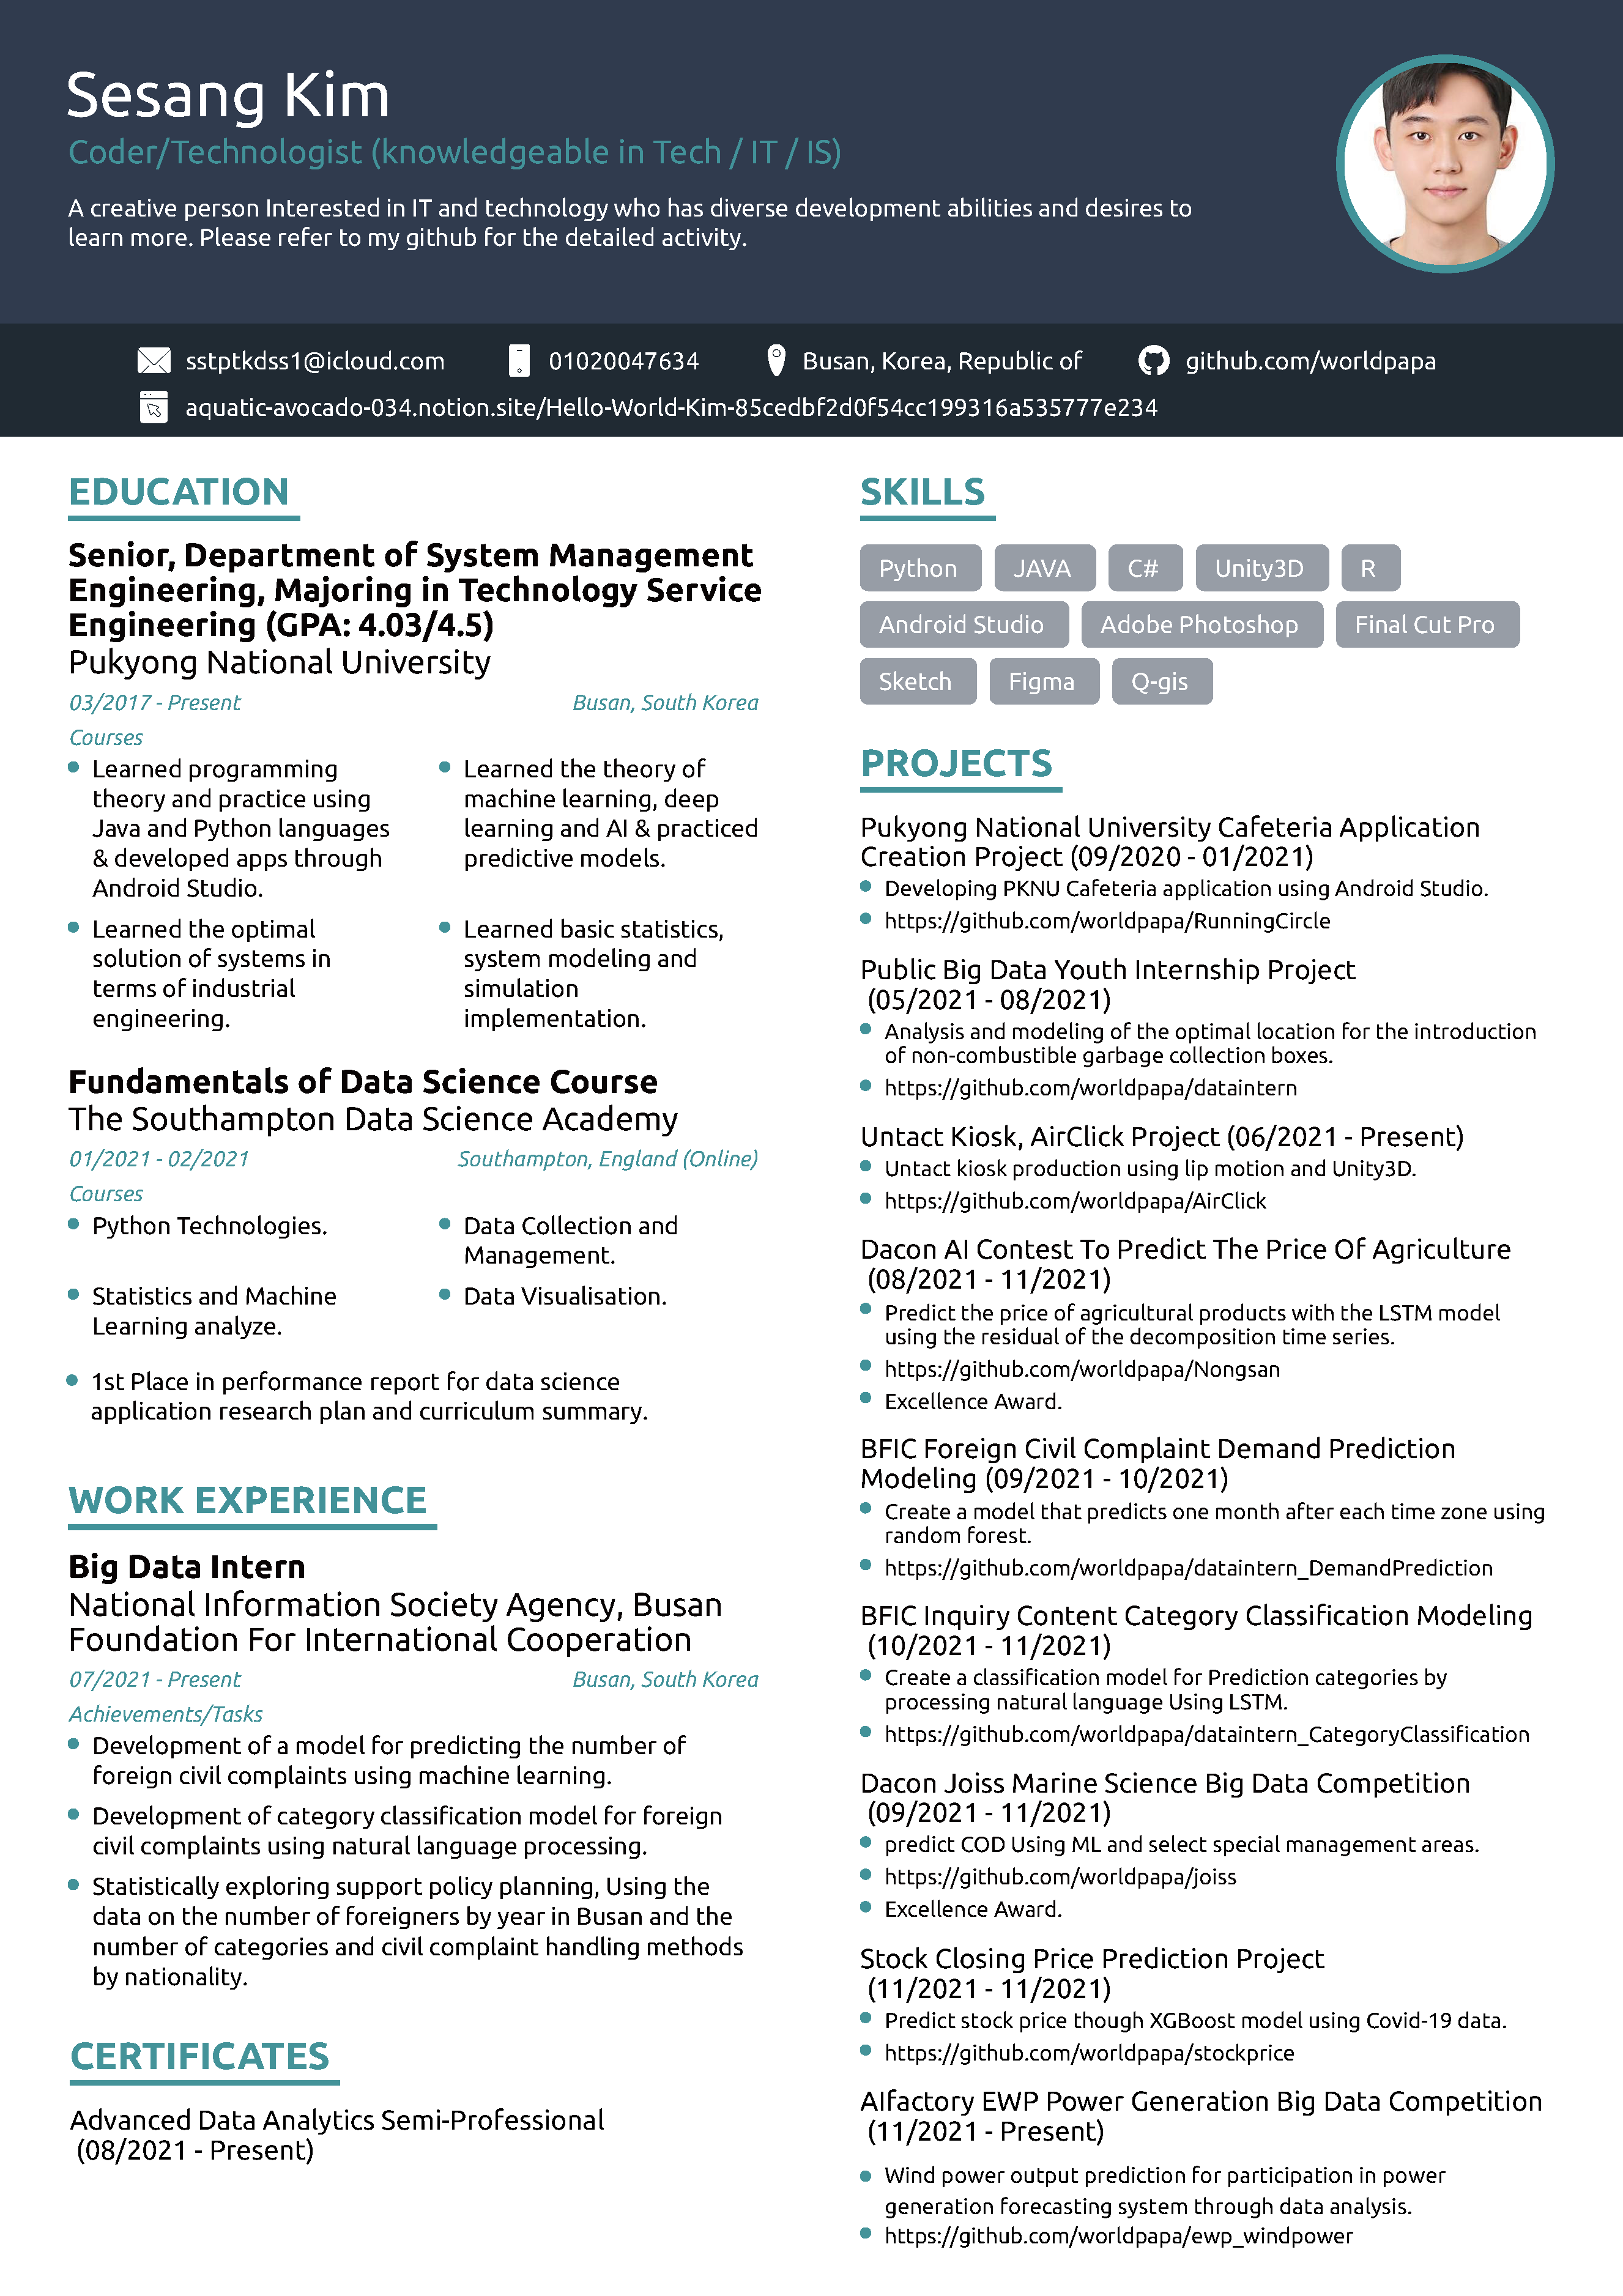 Sesang Kim
Coder/Technologist (knowledgeable in Tech / IT / IS)
A creative person Interested in IT and technology who has diverse development abilities and desires to
learn more. Please refer to my github for the detailed activity.
sstptkdss1@icloud.com
01020047634
Busan, Korea, Republic of
github.com/worldpapa
aquatic-avocado-034.notion.site/Hello-World-Kim-85cedbf2d0f54cc199316a535777e234
EDUCATION
Senior, Department of System Management
Engineering, Majoring in Technology Service
Engineering (GPA: 4.03/4.5)
Pukyong National University
03/2017 - Present
Busan, South Korea
Courses
Learned programming
theory and practice using
Java and Python languages
& developed apps through
Android Studio.
Learned the theory of
machine learning, deep
learning and AI & practiced
predictive models.
Learned the optimal
solution of systems in
terms of industrial
engineering.
Learned basic statistics,
system modeling and
simulation
implementation.
Fundamentals of Data Science Course
The Southampton Data Science Academy
01/2021 - 02/2021
Southampton, England (Online)
Courses
Python Technologies.
Data Collection and
Management.
Statistics and Machine
Learning analyze.
Data Visualisation.
1st Place in performance report for data science
application research plan and curriculum summary.
WORK EXPERIENCE
Big Data Intern
National Information Society Agency, Busan
Foundation For International Cooperation
07/2021 - Present
Busan, South Korea
Achievements/Tasks
Development of a model for predicting the number of
foreign civil complaints using machine learning.
Development of category classification model for foreign
civil complaints using natural language processing.
Statistically exploring support policy planning, Using the
data on the number of foreigners by year in Busan and the
number of categories and civil complaint handling methods
by nationality.
CERTIFICATES
Advanced Data Analytics Semi-Professional
(08/2021 - Present)
SKILLS
Python
JAVA
C#
Unity3D
R
Android Studio
Adobe Photoshop
Final Cut Pro
Sketch
Figma
Q-gis
PROJECTS
Pukyong National University Cafeteria Application
Creation Project (09/2020 - 01/2021)
Developing PKNU Cafeteria application using Android Studio.
https://github.com/worldpapa/RunningCircle
Public Big Data Youth Internship Project
(05/2021 - 08/2021)
Analysis and modeling of the optimal location for the introduction
of non-combustible garbage collection boxes.
https://github.com/worldpapa/dataintern
Untact Kiosk, AirClick Project (06/2021 - Present)
Untact kiosk production using lip motion and Unity3D.
https://github.com/worldpapa/AirClick
Dacon AI Contest To Predict The Price Of Agriculture
(08/2021 - 11/2021)
Predict the price of agricultural products with the LSTM model
using the residual of the decomposition time series.
https://github.com/worldpapa/Nongsan
Excellence Award.
BFIC Foreign Civil Complaint Demand Prediction
Modeling (09/2021 - 10/2021)
Create a model that predicts one month after each time zone using
random forest.
https://github.com/worldpapa/dataintern_DemandPrediction
BFIC Inquiry Content Category Classification Modeling
(10/2021 - 11/2021)
Create a classification model for Prediction categories by
processing natural language Using LSTM.
https://github.com/worldpapa/dataintern_CategoryClassification
Dacon Joiss Marine Science Big Data Competition
(09/2021 - 11/2021)
predict COD Using ML and select special management areas.
https://github.com/worldpapa/joiss
Excellence Award.
Stock Closing Price Prediction Project
(11/2021 - 11/2021)
Predict stock price though XGBoost model using Covid-19 data.
https://github.com/worldpapa/stockprice
AIfactory EWP Power Generation Big Data Competition
(11/2021 - Present)
Wind power output prediction for participation in power
generation forecasting system through data analysis.
https://github.com/worldpapa/ewp_windpower